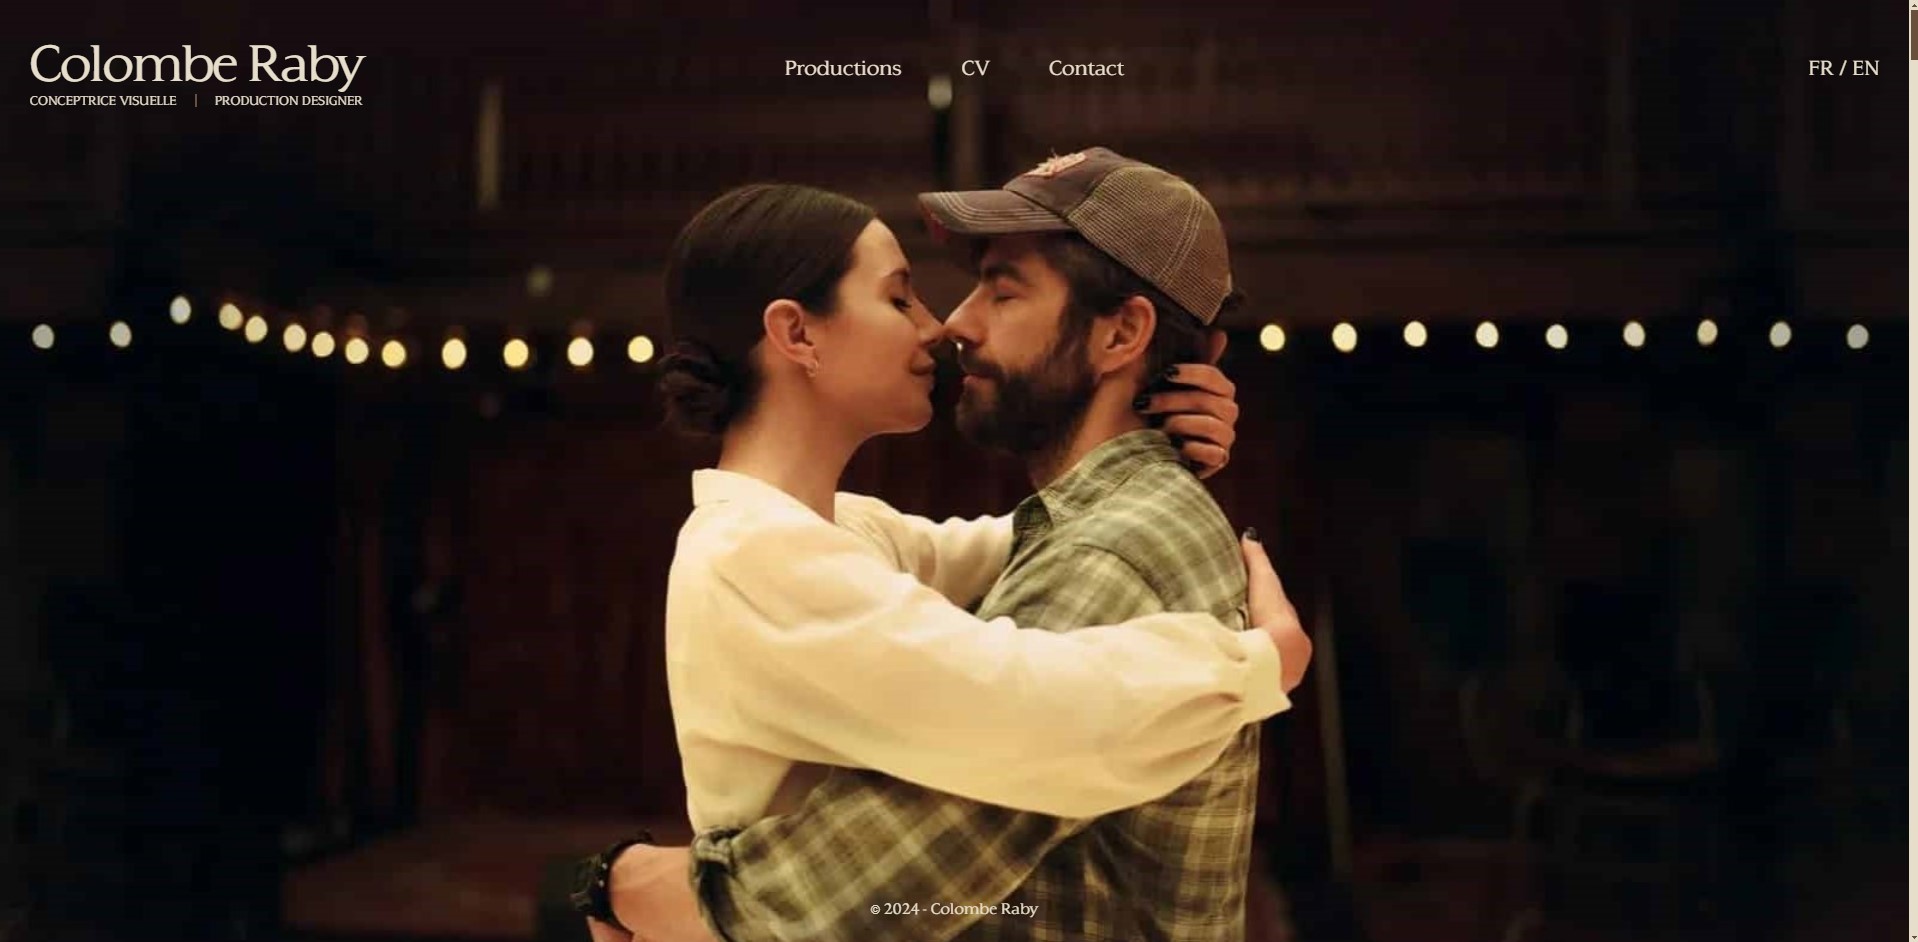 Colombe Raby
CONCEPTRICE VISUELLE | PRODUCTION DESIGNER
Productions CV Contact
FR / EN
© 2024 - Colombe Raby